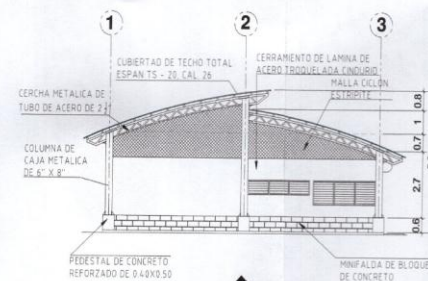 1
2
3
CUBIERTAD DE TECHO TOTAL
ESPAN TS - 20, CAL. 26
CERRAMIENTO DE LAMINA DE
ACERO TROQUELADA CINDURIO
MALLA CICLON
ESTRIPITE
CERCHA METALICA DE
TUBO DE ACERO DE 2"
COLUMNA DE
CAJA METALICA
DE 6" X 8"
0.8
1
0.7
2.7
0.6
PEDESTAL DE CONCRETO
REFORZADO DE 0.40X0.50
MINIFALDA DE BLOQUE
DE CONCRETO